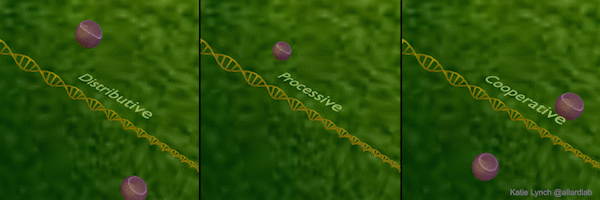 Distributive
Processive
Cooperative
Katie Lynch @allardlab